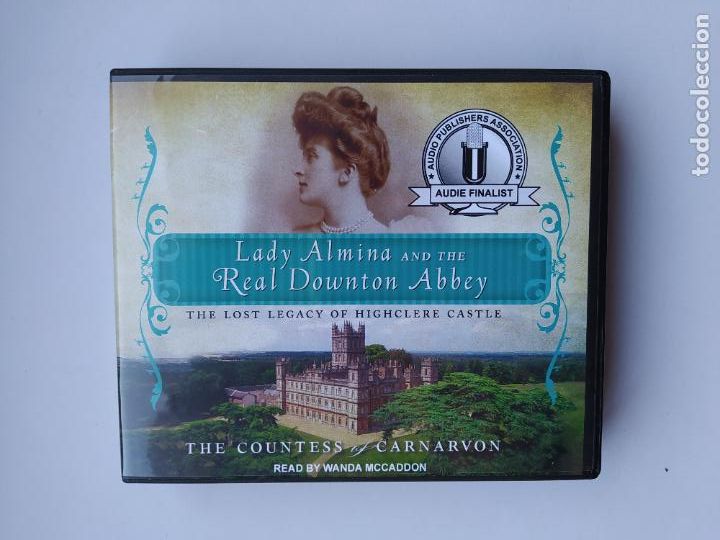 AUDIO PUBLISHERS ASSOCIATION
AUDIE FINALIST
Lady Almina AND THE
Real Downton Abbey
THE LOST LEGACY OF HIGHCLERE CASTLE
THE COUNTESS of CARNARVON
READ BY WANDA MCCADDON
todocoleccion